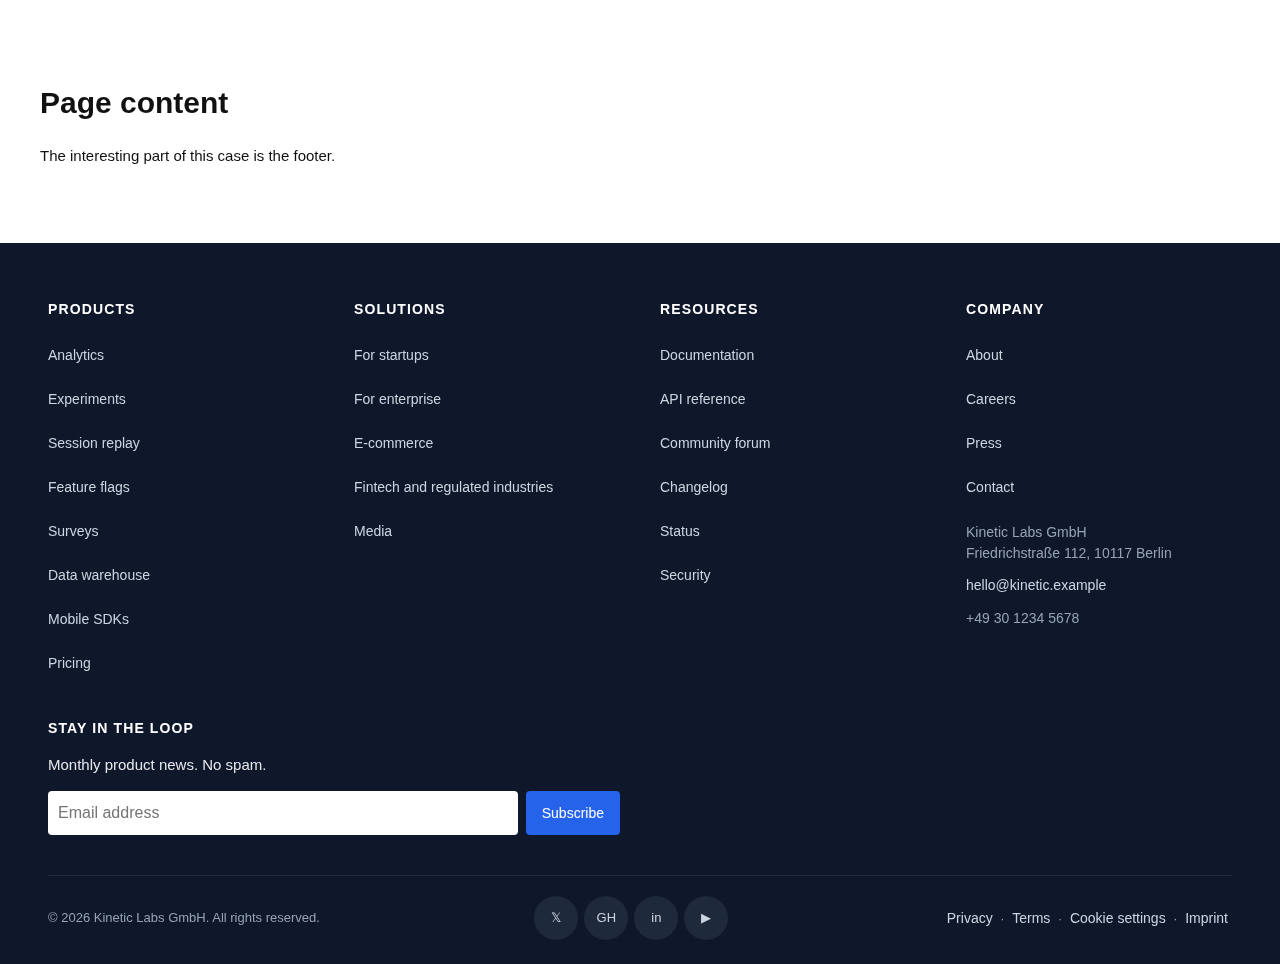 Page content
The interesting part of this case is the footer.
PRODUCTS
Analytics
Experiments
Session replay
Feature flags
Surveys
Data warehouse
Mobile SDKs
Pricing
SOLUTIONS
For startups
For enterprise
E-commerce
Fintech and regulated industries
Media
RESOURCES
Documentation
API reference
Community forum
Changelog
Status
Security
COMPANY
About
Careers
Press
Contact
Kinetic Labs GmbH
Friedrichstraße 112, 10117 Berlin
hello@kinetic.example
+49 30 1234 5678
STAY IN THE LOOP
Monthly product news. No spam.
Email address
Subscribe
© 2026 Kinetic Labs GmbH. All rights reserved.
𝕏 GH in ▶
Privacy · Terms · Cookie settings · Imprint